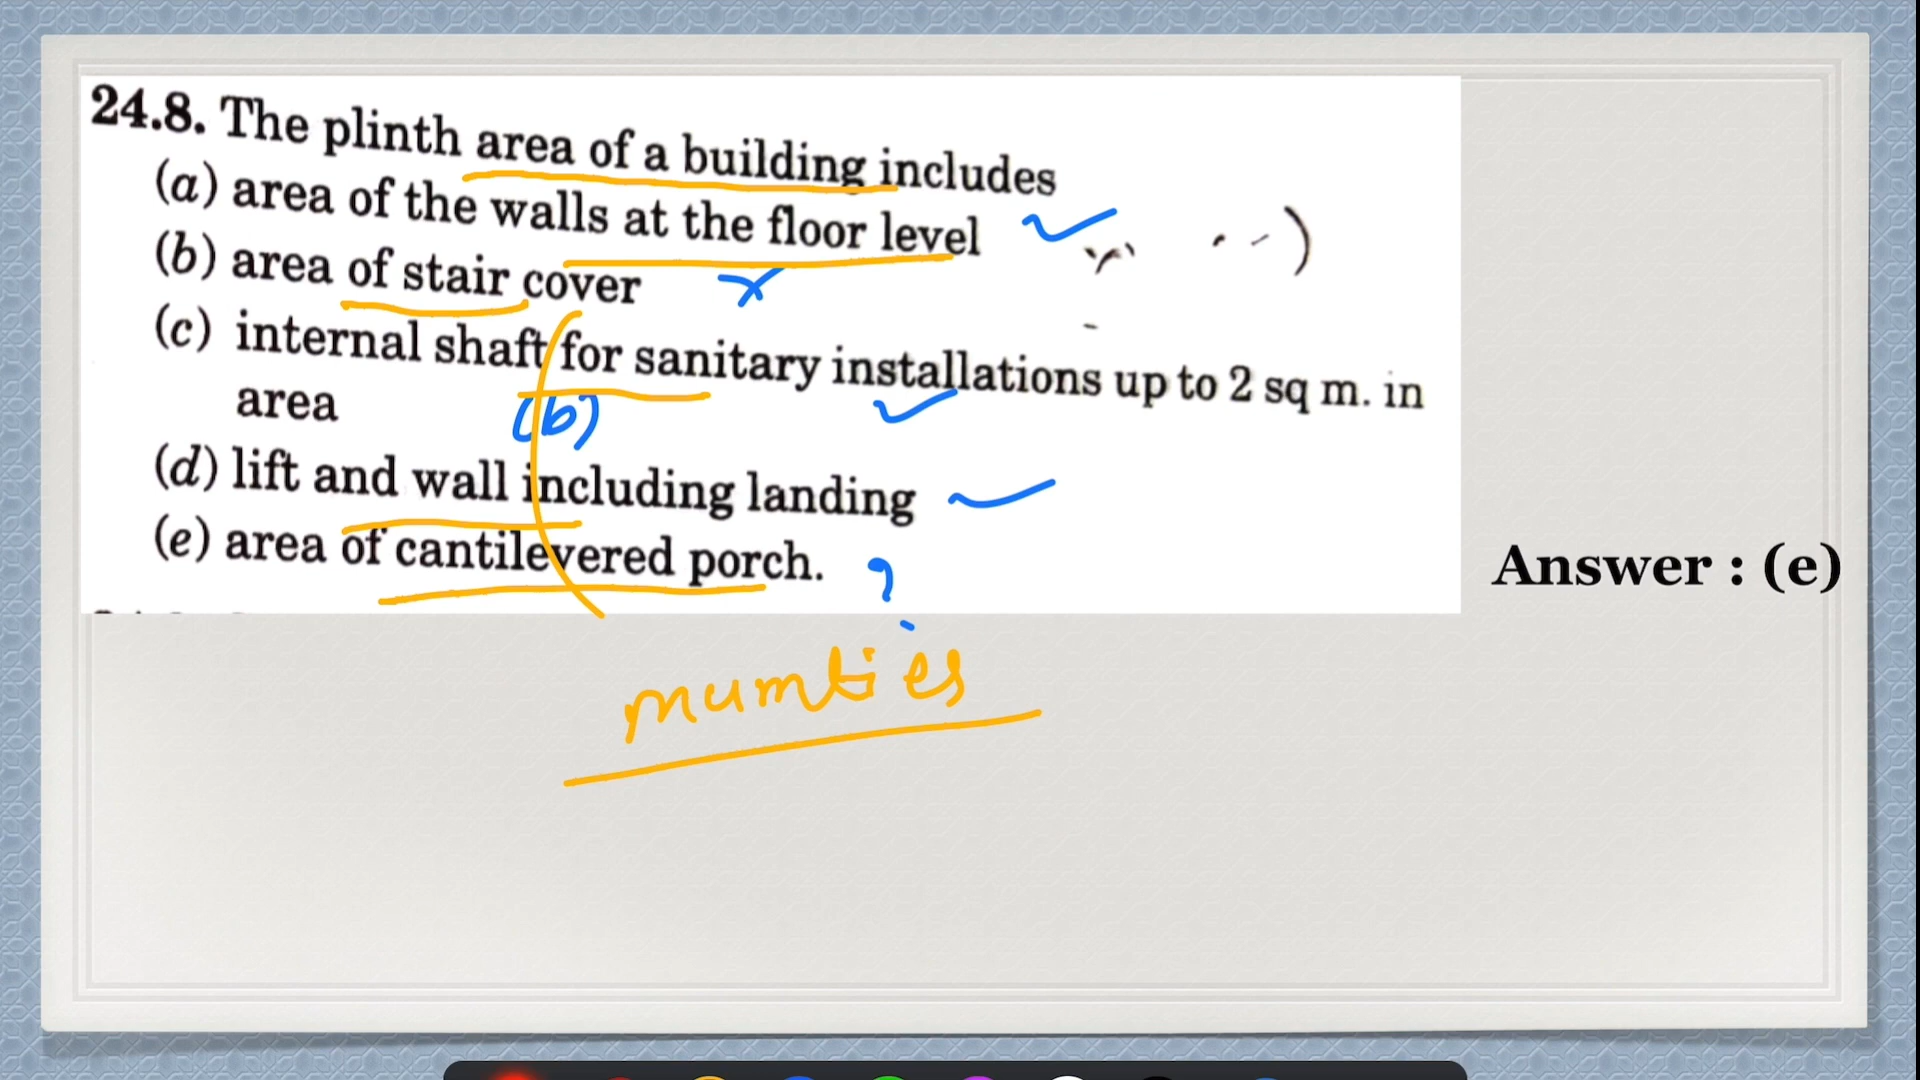 24.8. The plinth area of a building includes
(a) area of the walls at the floor level
(b) area of stair cover
(c) internal shaft for sanitary installations up to 2 sq m. in
area
(b)
(d) lift and wall including landing
(e) area of cantilevered porch. ?
Answer : (e)
mumties